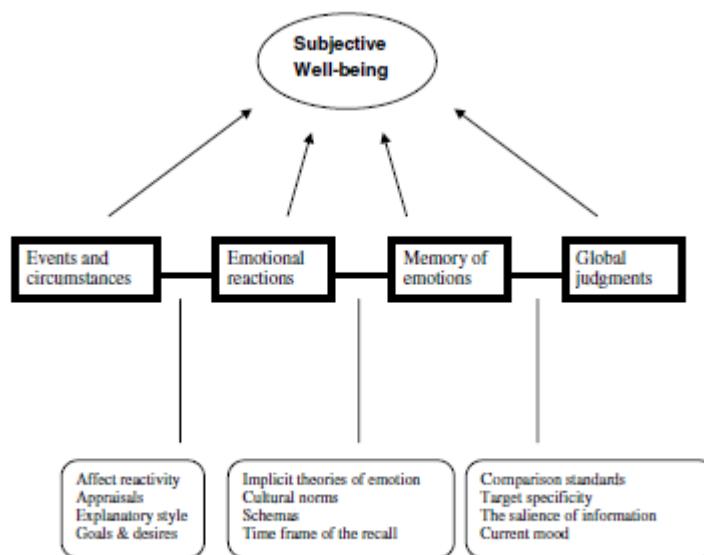 Subjective
Well-being
Events and
circumstances
Emotional
reactions
Memory of
emotions
Global
judgments
Affect reactivity
Appraisals
Explanatory style
Goals & desires
Implicit theories of emotion
Cultural norms
Schemas
Time frame of the recall
Comparison standards
Target specificity
The salience of information
Current mood